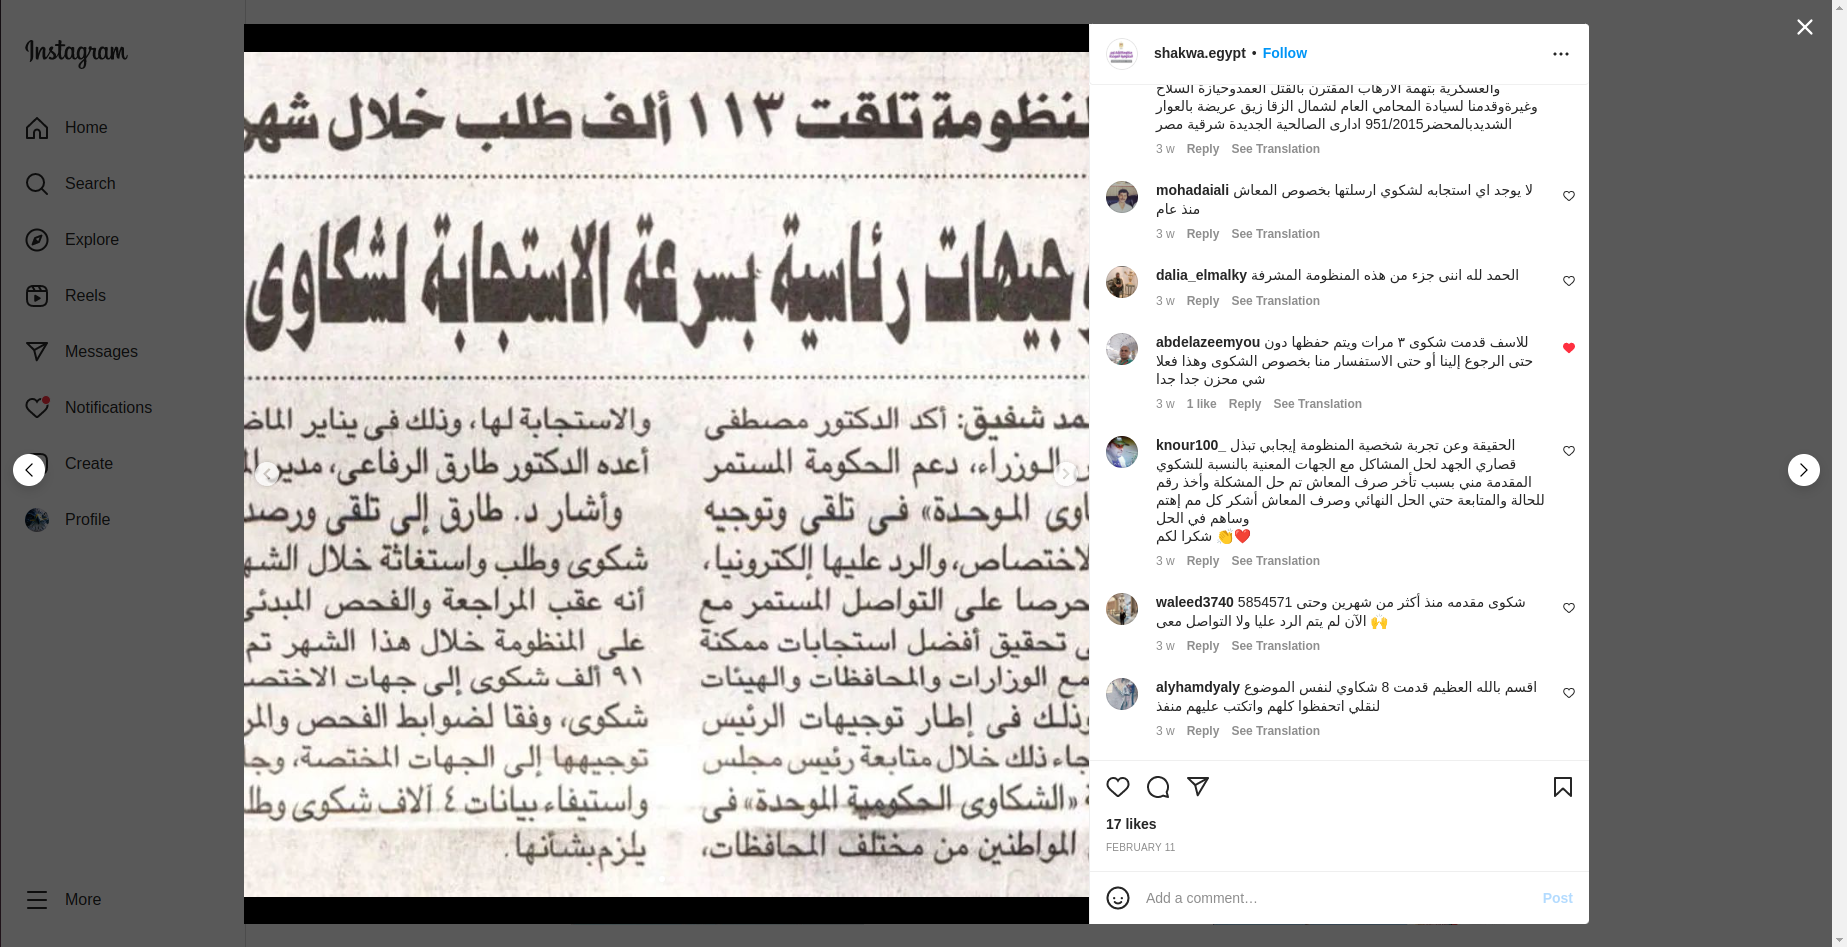 Instagram
Home
Search
Explore
Reels
Messages
Notifications
Create
Profile
More
نظومة تلقت ١١٣ ألف طلب خلال شهر
جيهات رئاسية بسرعة الاستجابة لشكاوى
مد شفيق: أكد الدكتور مصطفى
الوزراء، دعم الحكومة المستمر
اوى الموحدة» فى تلقى وتوجيه
لاختصاص، والرد عليها إلكترونيا،
حرصا على التواصل المستمر مع
ى تحقيق أفضل استجابات ممكنة
مع الوزارات والمحافظات والهيئات
وذلك فى إطار توجيهات الرئيس
جاء ذلك خلال متابعة رئيس مجلس
«الشكاوى الحكومية الموحدة» فى
المواطنين من مختلف المحافظات،
والاستجابة لها، وذلك فى يناير الماض
أعده الدكتور طارق الرفاعى، مدير
وأشار د. طارق إلى تلقى ورصد
شكوى وطلب واستغاثة خلال الشه
أنه عقب المراجعة والفحص المبدئى
على المنظومة خلال هذا الشهر تم
٩١ ألف شكوى إلى جهات الاختص
شكوى، وفقا لضوابط الفحص والمر
توجيهها إلى الجهات المختصة، وجا
واستيفاء بيانات ٤ آلاف شكوى وطل
يلزم بشأنها.
shakwa.egypt • Follow
والعسكرية بتهمة الارهاب المقترن بالقتل العمدوحيازة السلاح
وغيرةوقدمنا لسيادة المحامي العام لشمال الزقا زيق عريضة بالعوار
الشديدبالمحضر951/2015 ادارى الصالحية الجديدة شرقية مصر
3 w Reply See Translation
mohadaiali لا يوجد اي استجابه لشكوي ارسلتها بخصوص المعاش
منذ عام
3 w Reply See Translation
dalia_elmalky الحمد لله اننى جزء من هذه المنظومة المشرفة
3 w Reply See Translation
abdelazeemyou للاسف قدمت شكوى ٣ مرات ويتم حفظها دون
حتى الرجوع إلينا أو حتى الاستفسار منا بخصوص الشكوى وهذا فعلا
شي محزن جدا جدا
3 w 1 like Reply See Translation
knour100_ الحقيقة وعن تجربة شخصية المنظومة إيجابي تبذل
قصاري الجهد لحل المشاكل مع الجهات المعنية بالنسبة للشكوي
المقدمة مني بسبب تأخر صرف المعاش تم حل المشكلة وأخذ رقم
للحالة والمتابعة حتي الحل النهائي وصرف المعاش أشكر كل مم إهتم
وساهم في الحل
شكرا لكم 👏❤️
3 w Reply See Translation
waleed3740 5854571 شكوى مقدمه منذ أكثر من شهرين وحتى
الآن لم يتم الرد عليا ولا التواصل معى 🙌
3 w Reply See Translation
alyhamdyaly اقسم بالله العظيم قدمت 8 شكاوي لنفس الموضوع
لنقلي اتحفظوا كلهم واتكتب عليهم منفذ
3 w Reply See Translation
17 likes
FEBRUARY 11
Add a comment…
Post